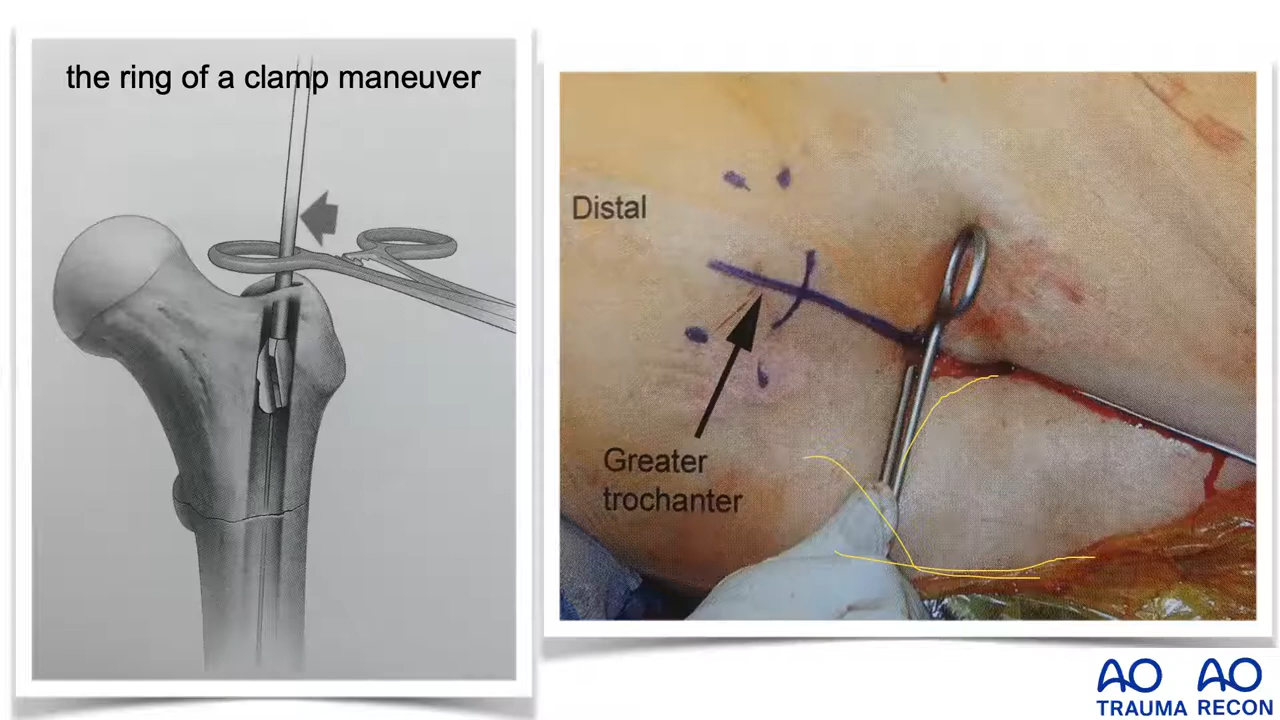 the ring of a clamp maneuver
Distal
Greater
trochanter
AO AO
TRAUMA RECON